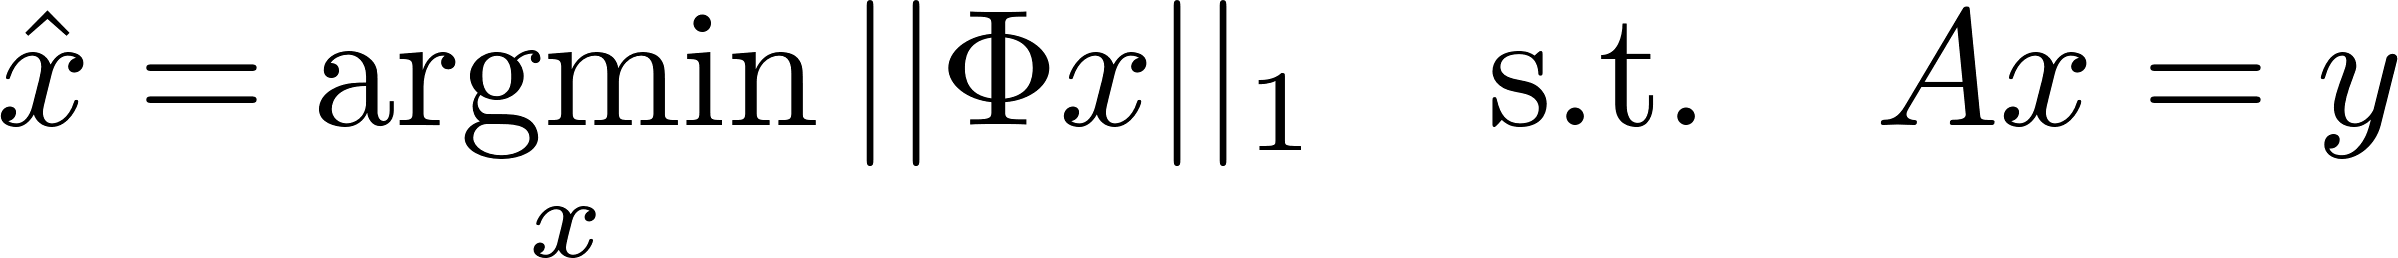 x̂ = argmin ||Φx||₁ s.t. Ax = y
x